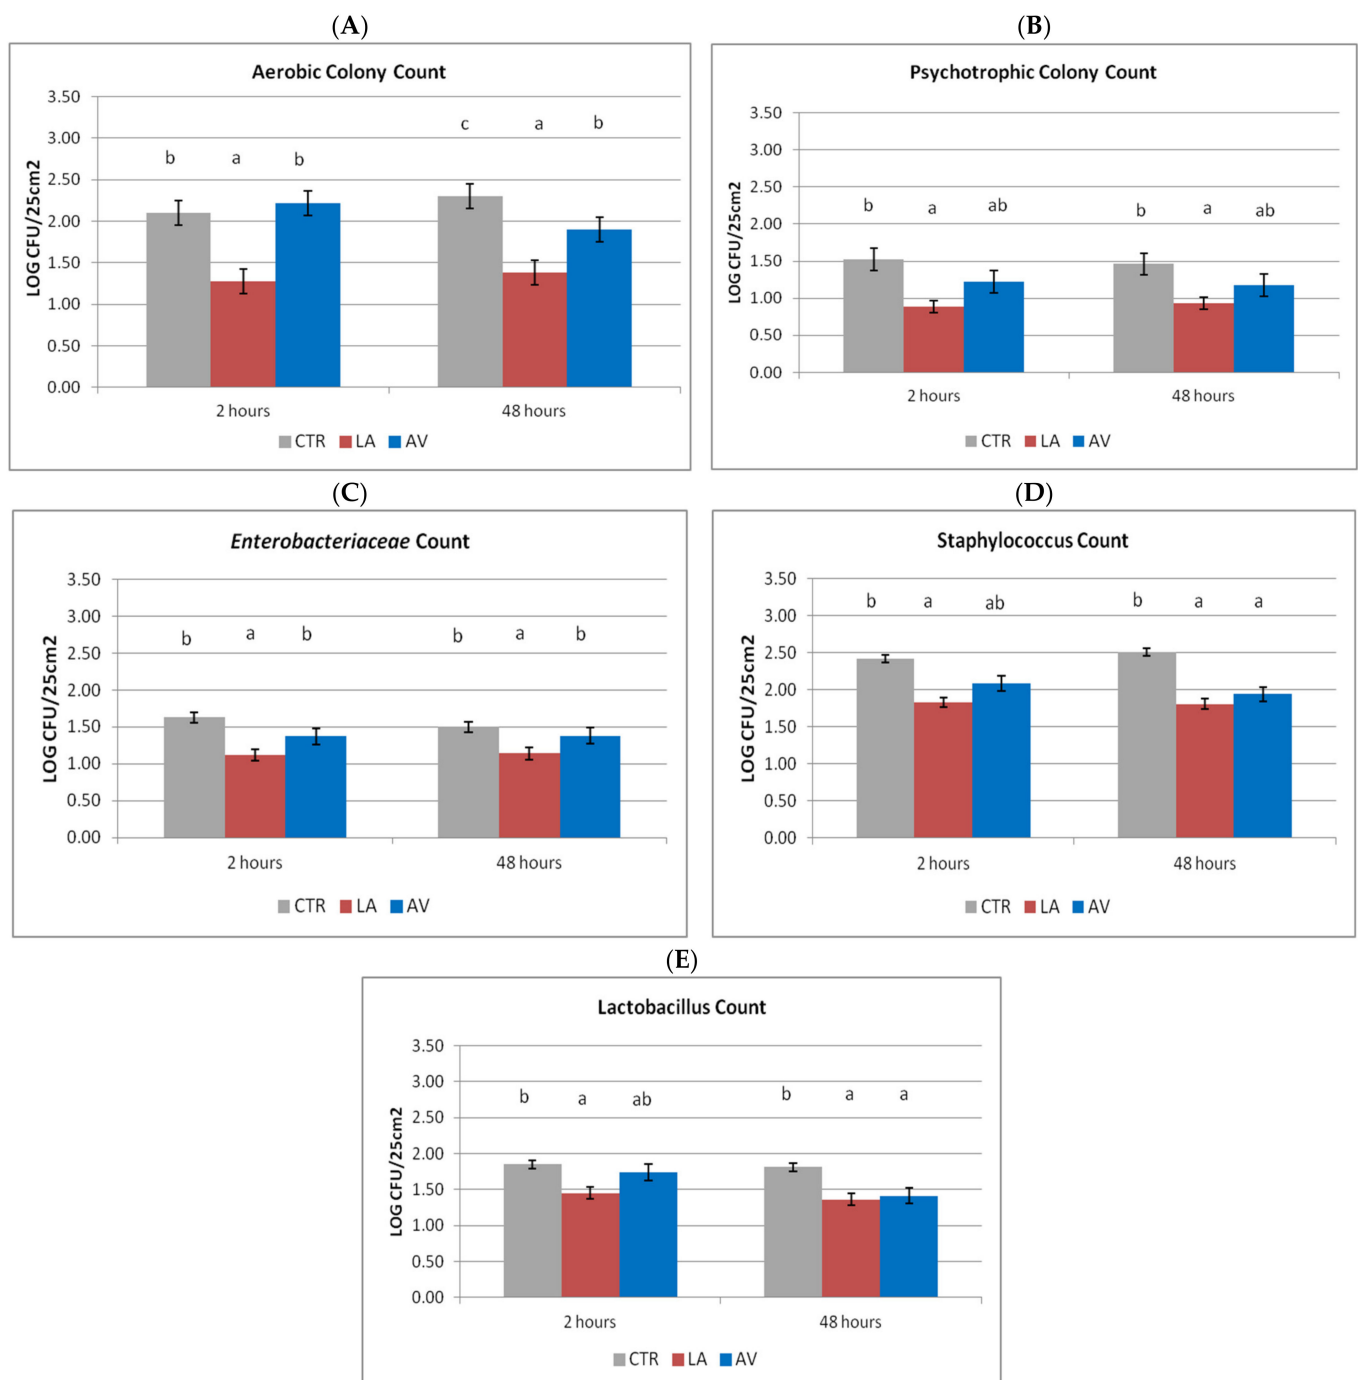 (A)
Aerobic Colony Count
3.50
3.00
2.50
2.00
1.50
1.00
0.50
0.00
LOG CFU/25cm2
b a b c a b
2 hours 48 hours
CTR LA AV
(B)
Psychotrophic Colony Count
3.50
3.00
2.50
2.00
1.50
1.00
0.50
0.00
LOG CFU/25cm2
b a ab b a ab
2 hours 48 hours
CTR LA AV
(C)
Enterobacteriaceae Count
3.50
3.00
2.50
2.00
1.50
1.00
0.50
0.00
LOG CFU/25cm2
b a b b a b
2 hours 48 hours
CTR LA AV
(D)
Staphylococcus Count
3.50
3.00
2.50
2.00
1.50
1.00
0.50
0.00
LOG CFU/25cm2
b a ab b a a
2 hours 48 hours
CTR LA AV
(E)
Lactobacillus Count
3.50
3.00
2.50
2.00
1.50
1.00
0.50
0.00
LOG CFU/25cm2
b a ab b a a
2 hours 48 hours
CTR LA AV